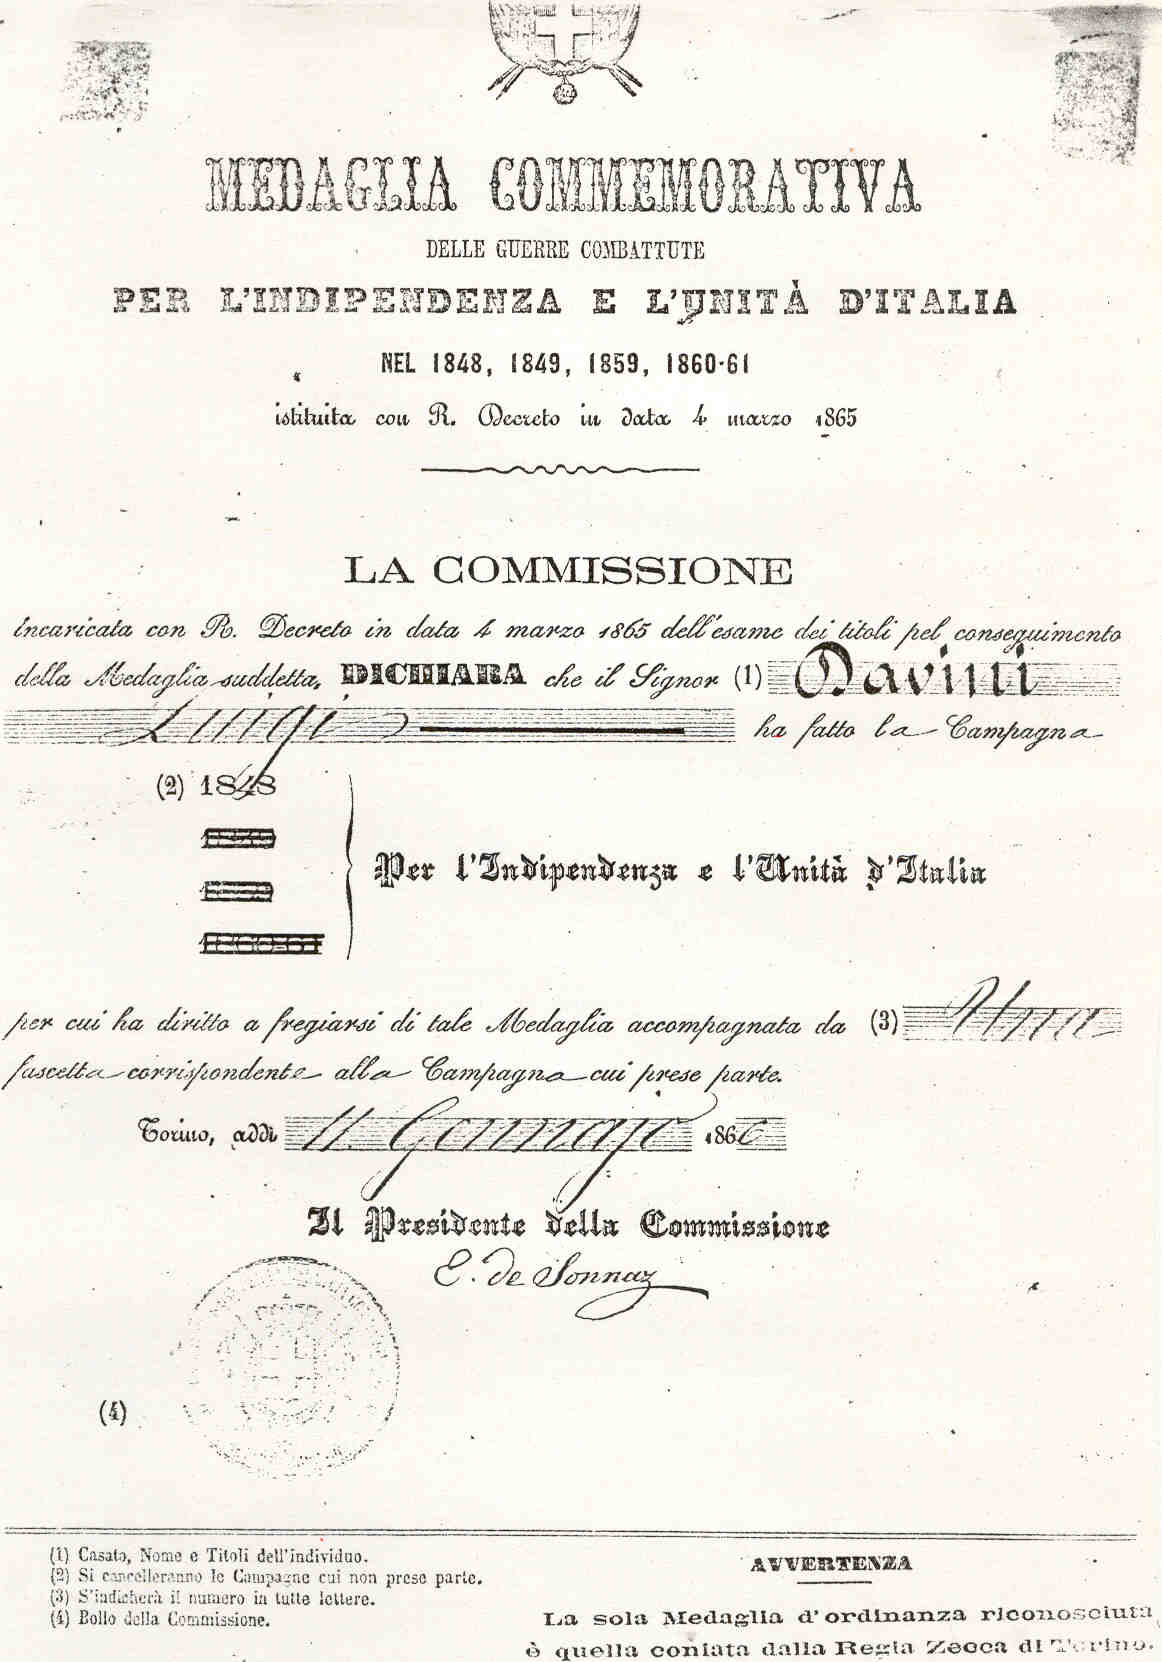 MEDAGLIA COMMEMORATIVA
DELLE GUERRE COMBATTUTE
PER L'INDIPENDENZA E L'UNITÀ D'ITALIA
NEL 1848, 1849, 1859, 1860-61
istituita con R. Decreto in data 4 marzo 1865
LA COMMISSIONE
incaricata con R. Decreto in data 4 marzo 1865 dell'esame dei titoli pel conseguimento
della Medaglia suddetta, DICHIARA che il Signor (1) Davini
Luigi ha fatto la Campagna
(2) 1848
1860-61
Per l'Indipendenza e l'Unità d'Italia
per cui ha diritto a fregiarsi di tale Medaglia accompagnata da (3) Una
fascetta corrispondente alla Campagna cui prese parte.
Torino, addì 11 Gennajo 1866
Il Presidente della Commissione
E. de Sonnaz
(4)
(1) Casato, Nome e Titoli dell'individuo.
(2) Si cancelleranno le Campagne cui non prese parte.
(3) S'indicherà il numero in tutte lettere.
(4) Bollo della Commissione.
AVVERTENZA
La sola Medaglia d'ordinanza riconosciuta
è quella coniata dalla Regia Zecca di Torino.